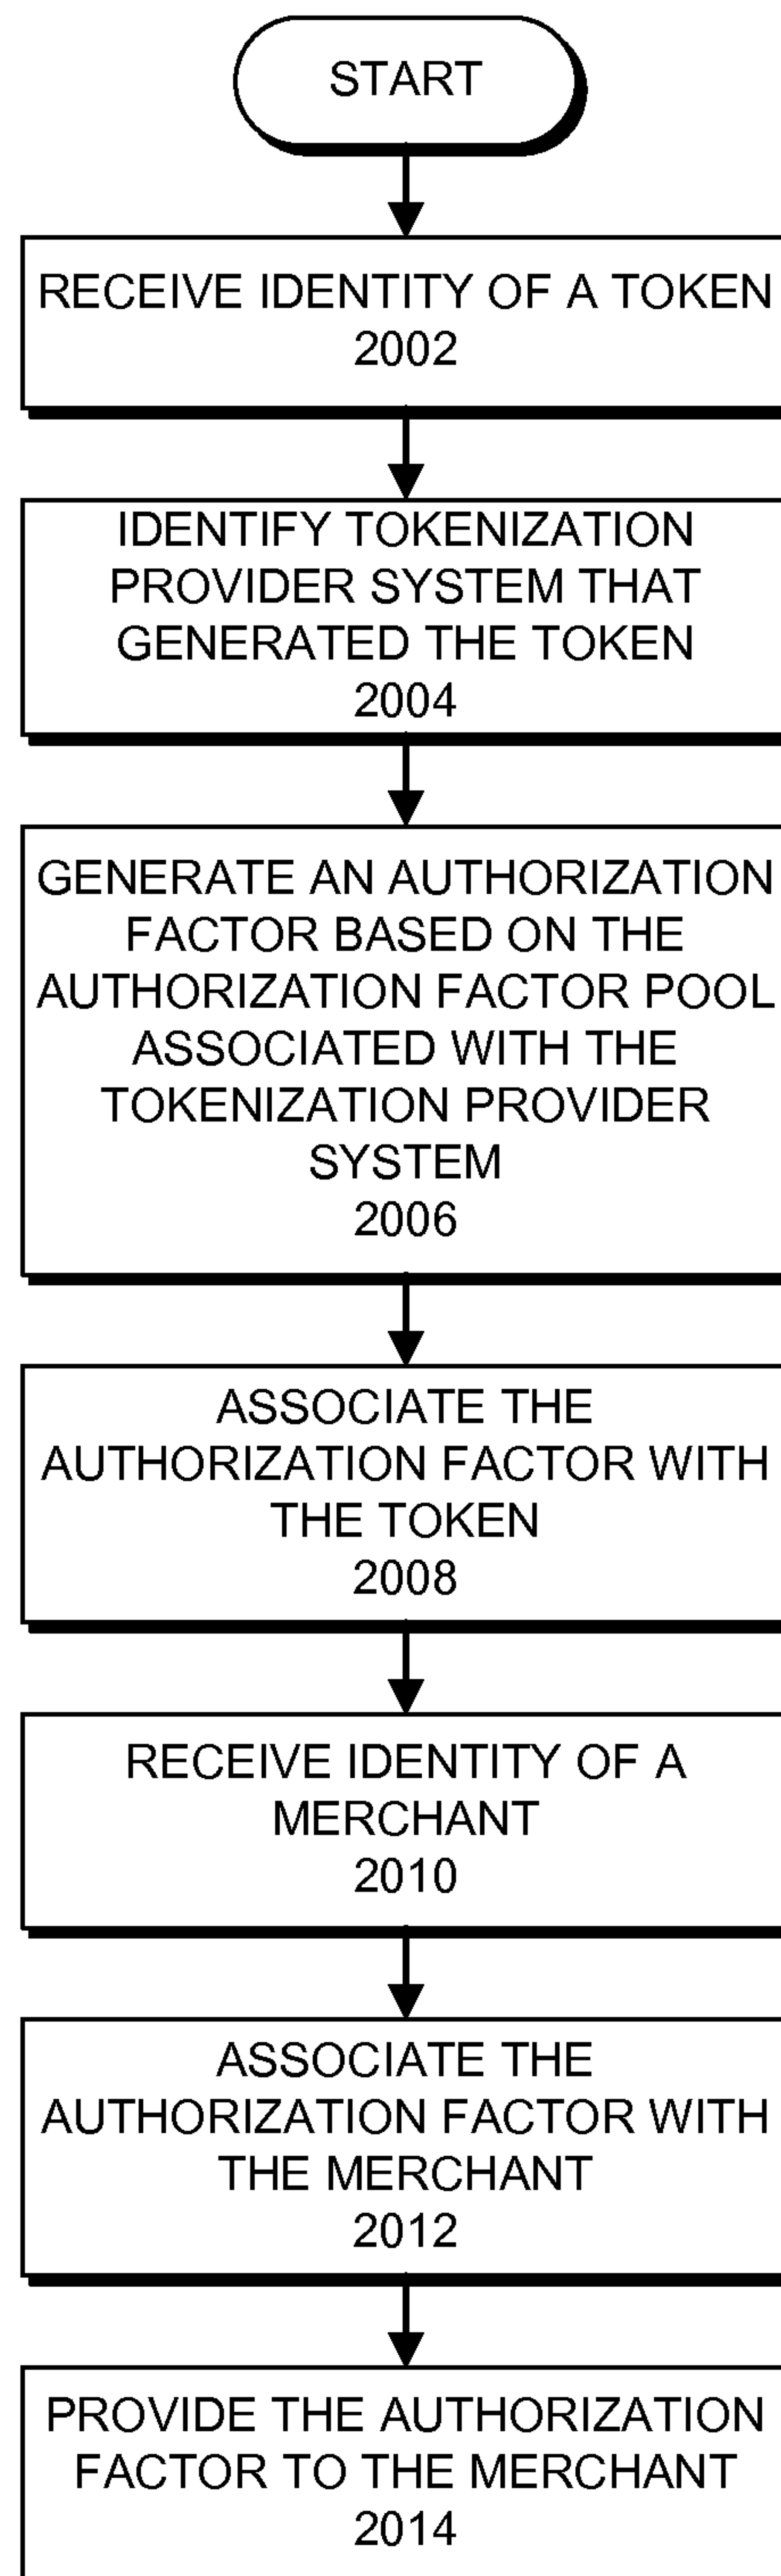 START
RECEIVE IDENTITY OF A TOKEN
2002
IDENTIFY TOKENIZATION
PROVIDER SYSTEM THAT
GENERATED THE TOKEN
2004
GENERATE AN AUTHORIZATION
FACTOR BASED ON THE
AUTHORIZATION FACTOR POOL
ASSOCIATED WITH THE
TOKENIZATION PROVIDER
SYSTEM
2006
ASSOCIATE THE
AUTHORIZATION FACTOR WITH
THE TOKEN
2008
RECEIVE IDENTITY OF A
MERCHANT
2010
ASSOCIATE THE
AUTHORIZATION FACTOR WITH
THE MERCHANT
2012
PROVIDE THE AUTHORIZATION
FACTOR TO THE MERCHANT
2014